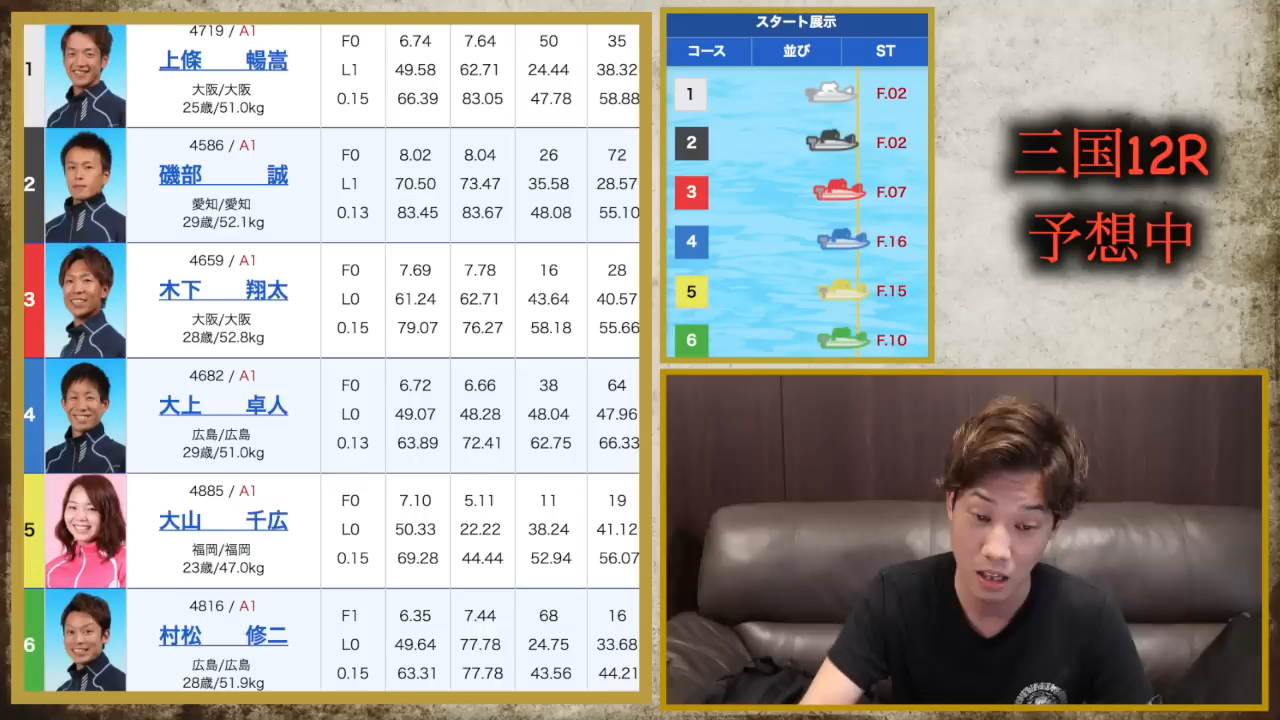 1
4719 / A1
上條 暢嵩
大阪/大阪
25歳/51.0kg
F0 6.74 7.64 50 35
L1 49.58 62.71 24.44 38.32
0.15 66.39 83.05 47.78 58.88
2
4586 / A1
磯部 誠
愛知/愛知
29歳/52.1kg
F0 8.02 8.04 26 72
L1 70.50 73.47 35.58 28.57
0.13 83.45 83.67 48.08 55.10
3
4659 / A1
木下 翔太
大阪/大阪
28歳/52.8kg
F0 7.69 7.78 16 28
L0 61.24 62.71 43.64 40.57
0.15 79.07 76.27 58.18 55.66
4
4682 / A1
大上 卓人
広島/広島
29歳/51.0kg
F0 6.72 6.66 38 64
L0 49.07 48.28 48.04 47.96
0.13 63.89 72.41 62.75 66.33
5
4885 / A1
大山 千広
福岡/福岡
23歳/47.0kg
F0 7.10 5.11 11 19
L0 50.33 22.22 38.24 41.12
0.15 69.28 44.44 52.94 56.07
6
4816 / A1
村松 修二
広島/広島
28歳/51.9kg
F1 6.35 7.44 68 16
L0 49.64 77.78 24.75 33.68
0.15 63.31 77.78 43.56 44.21
スタート展示
コース 並び ST
1 F.02
2 F.02
3 F.07
4 F.16
5 F.15
6 F.10
三国12R
予想中